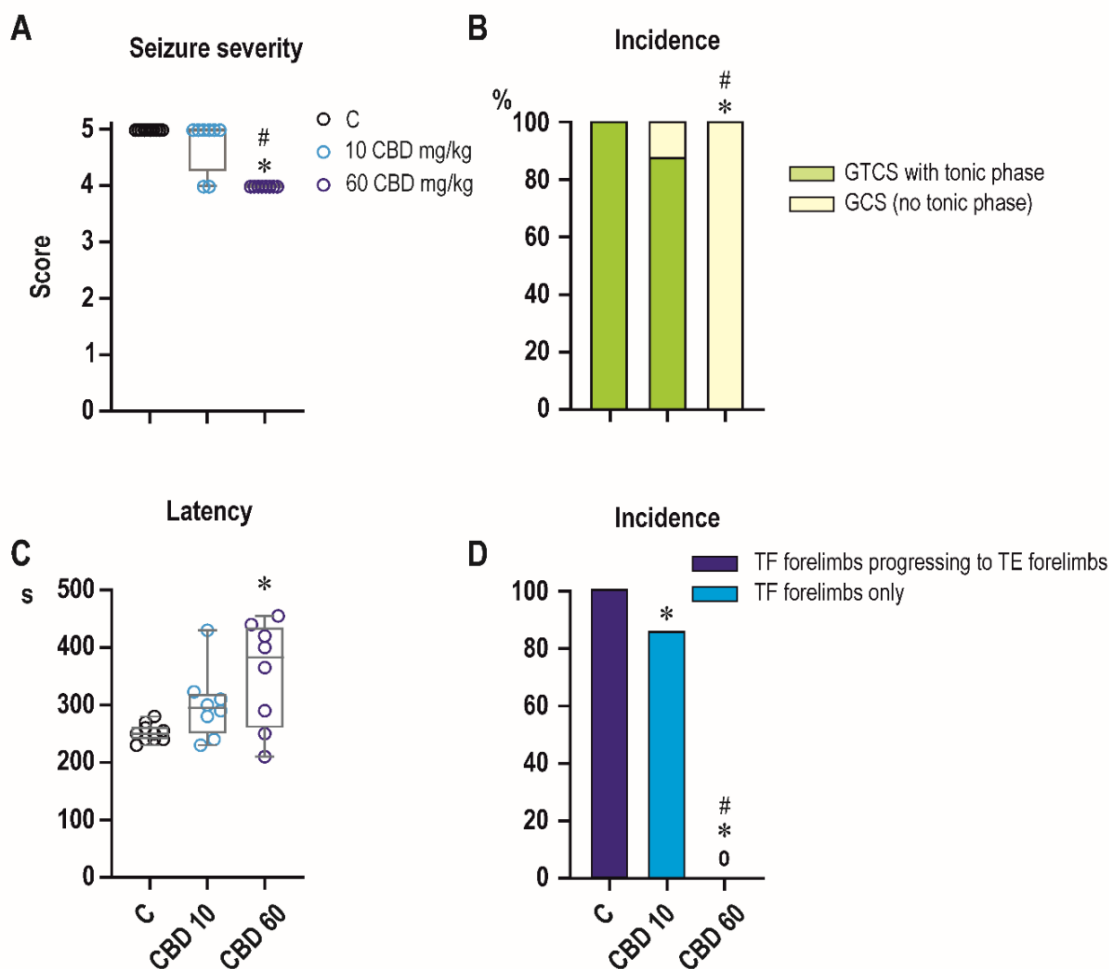 A
Seizure severity
Score
5
4
3
2
1
0
#
*
C
10 CBD mg/kg
60 CBD mg/kg
B
Incidence
%
100
80
60
40
20
0
#
*
GTCS with tonic phase
GCS (no tonic phase)
C
Latency
s
500
400
300
200
100
0
*
C
CBD 10
CBD 60
D
Incidence
100
80
60
40
20
0
TF forelimbs progressing to TE forelimbs
TF forelimbs only
*
#
*
0
C
CBD 10
CBD 60